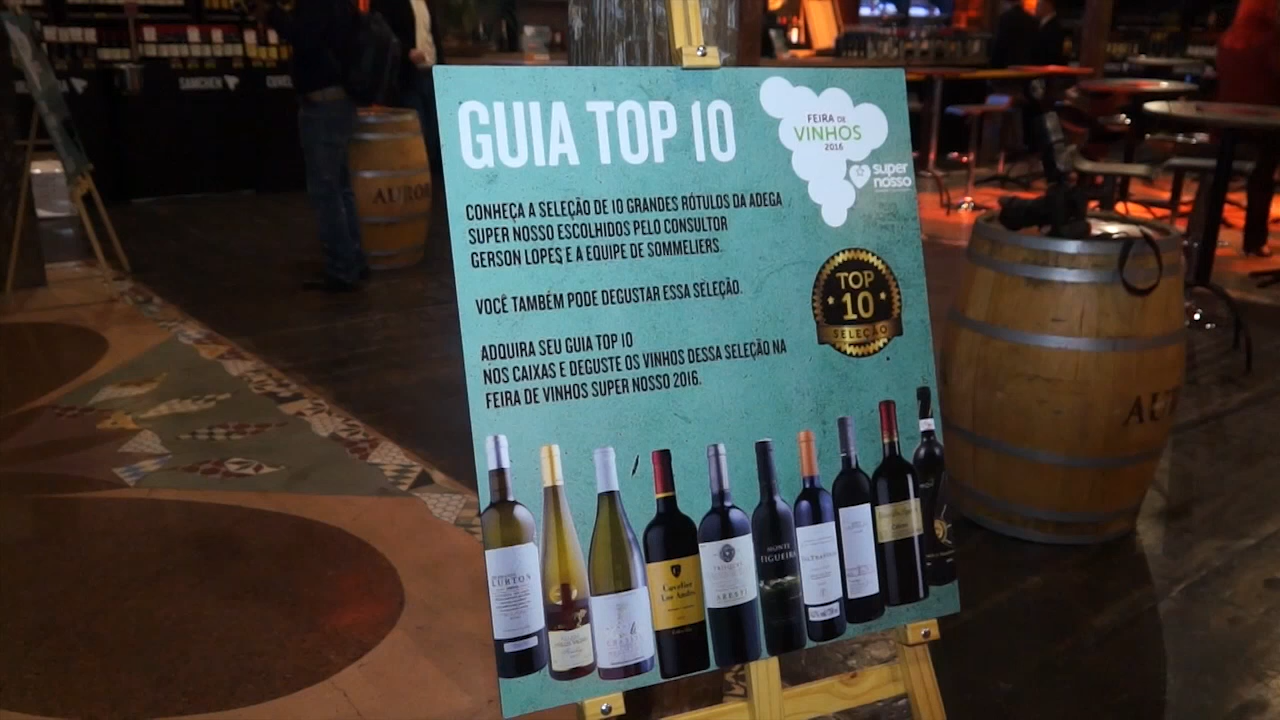 GUIA TOP 10
FEIRA DE
VINHOS
2016
super
nosso
CONHEÇA A SELEÇÃO DE 10 GRANDES RÓTULOS DA ADEGA
SUPER NOSSO ESCOLHIDOS PELO CONSULTOR
GERSON LOPES E A EQUIPE DE SOMMELIERS.
VOCÊ TAMBÉM PODE DEGUSTAR ESSA SELEÇÃO.
TOP
10
SELEÇÃO
ADQUIRA SEU GUIA TOP 10
NOS CAIXAS E DEGUSTE OS VINHOS DESSA SELEÇÃO NA
FEIRA DE VINHOS SUPER NOSSO 2016.
LURTON
Cuvelier
Los Andes
ARESTI
MONTE
FIGUEIRA